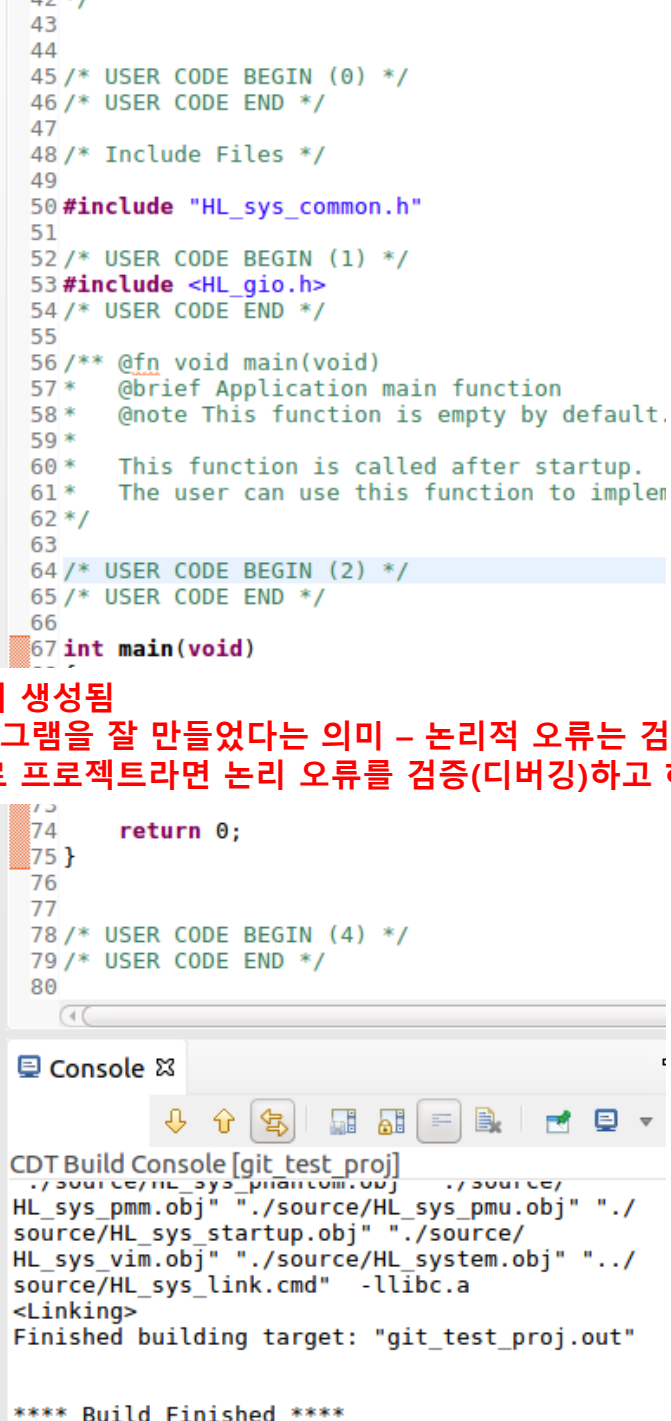 42 */
43
44
45 /* USER CODE BEGIN (0) */
46 /* USER CODE END */
47
48 /* Include Files */
49
50 #include "HL_sys_common.h"
51
52 /* USER CODE BEGIN (1) */
53 #include <HL_gio.h>
54 /* USER CODE END */
55
56 /** @fn void main(void)
57 *   @brief Application main function
58 *   @note This function is empty by default.
59 *
60 *   This function is called after startup.
61 *   The user can use this function to implem
62 */
63
64 /* USER CODE BEGIN (2) */
65 /* USER CODE END */
66
67 int main(void)
생성됨
그램을 잘 만들었다는 의미 – 논리적 오류는 검
프로젝트라면 논리 오류를 검증(디버깅)하고
73
74     return 0;
75 }
76
77
78 /* USER CODE BEGIN (4) */
79 /* USER CODE END */
80
Console
CDT Build Console [git_test_proj]
"./source/HL_sys_phantom.obj" "./source/
HL_sys_pmm.obj" "./source/HL_sys_pmu.obj" "./
source/HL_sys_startup.obj" "./source/
HL_sys_vim.obj" "./source/HL_system.obj" "../
source/HL_sys_link.cmd"  -llibc.a
<Linking>
Finished building target: "git_test_proj.out"
**** Build Finished ****